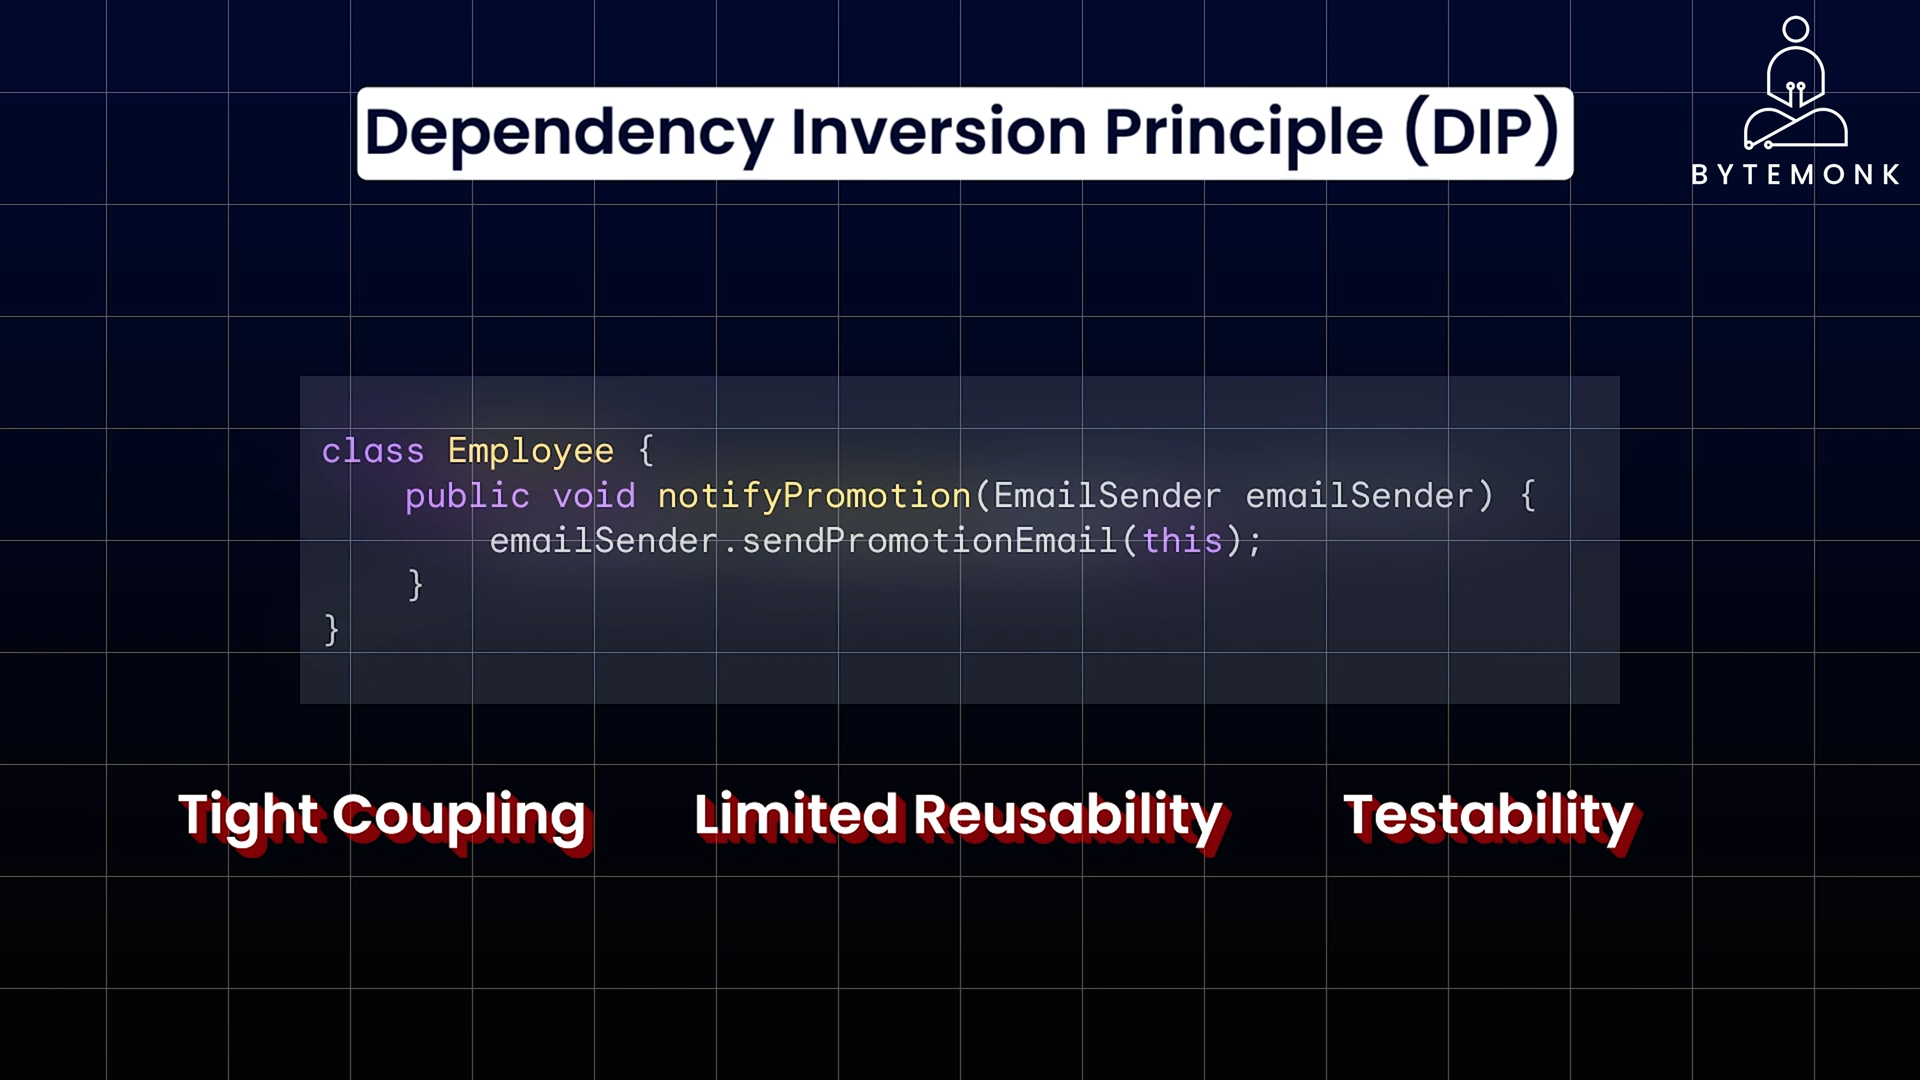 Dependency Inversion Principle (DIP)
BYTEMONK
class Employee {
    public void notifyPromotion(EmailSender emailSender) {
        emailSender.sendPromotionEmail(this);
    }
}
Tight Coupling
Limited Reusability
Testability